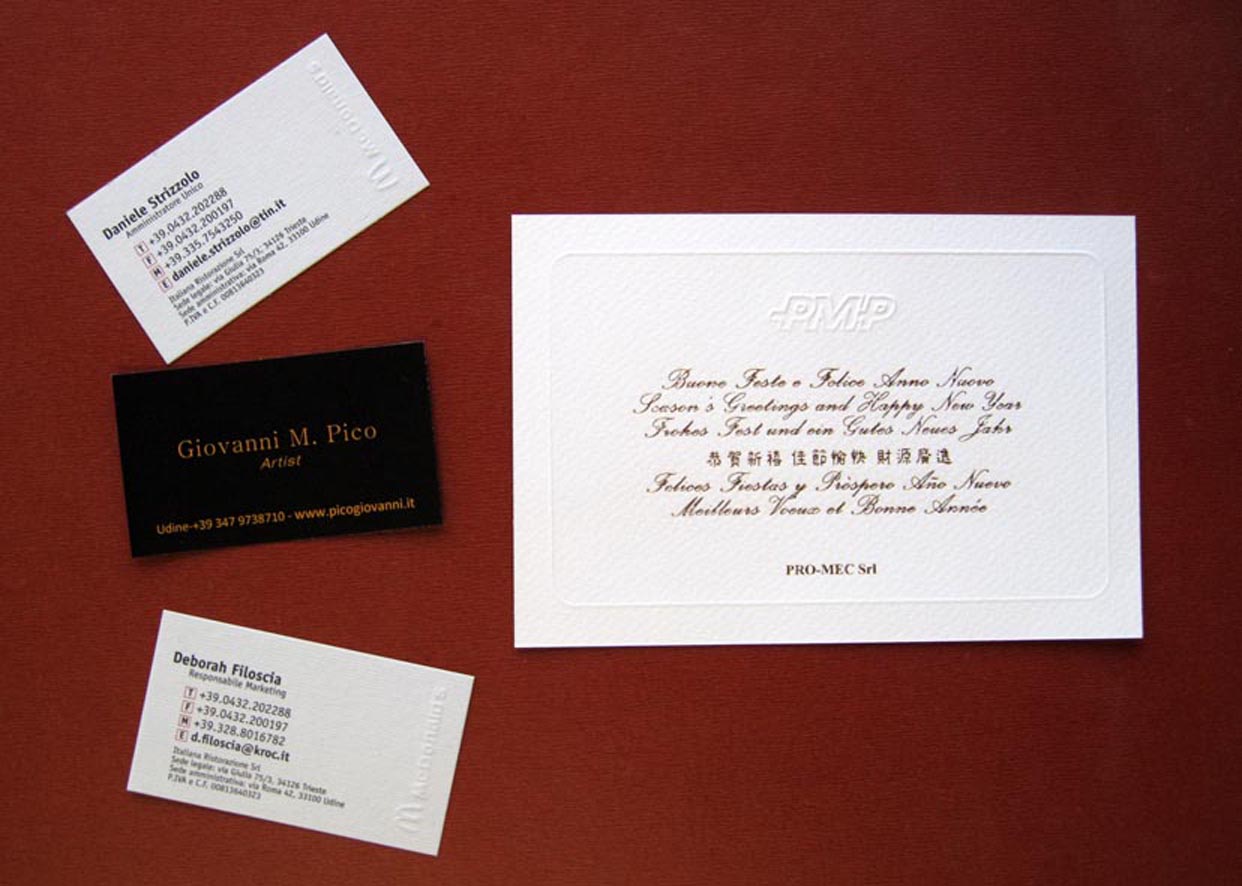 McDonald's
Daniele Strizzolo
Amministratore Unico
T +39.0432.202288
F +39.0432.200197
M +39.335.7543250
E daniele.strizzolo@tin.it
Italiana Ristorazione Srl
Sede legale: via Giulia 75/3, 34126 Trieste
Sede amministrativa: via Roma 42, 33100 Udine
P.IVA e C.F. 00813640323
Giovanni M. Pico
Artist
Udine-+39 347 9738710 - www.picogiovanni.it
Deborah Filoscia
Responsabile Marketing
T +39.0432.202288
F +39.0432.200197
M +39.328.8016782
E d.filoscia@kroc.it
Italiana Ristorazione Srl
Sede legale: via Giulia 75/3, 34126 Trieste
Sede amministrativa: via Roma 42, 33100 Udine
P.IVA e C.F. 00813640323
McDonald's
PMP
Buone Feste e Felice Anno Nuovo
Season's Greetings and Happy New Year
Frohes Fest und ein Gutes Neues Jahr
恭賀新禧 佳節愉快 財源廣進
Felices Fiestas y Pròspero Año Nuevo
Meilleurs Voeux et Bonne Année
PRO-MEC Srl